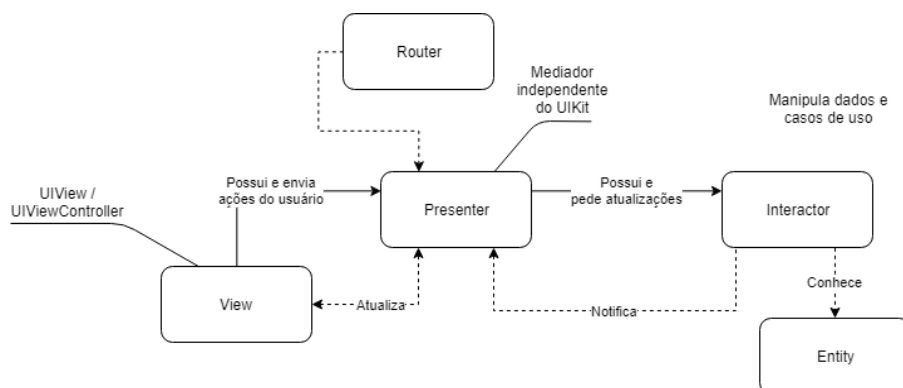 Router
Mediador
independente
do UIKit
Manipula dados e
casos de uso
UIView /
UIViewController
Possui e envia
ações do usuário
Presenter
Possui e
pede atualizações
Interactor
View
Atualiza
Notifica
Conhece
Entity